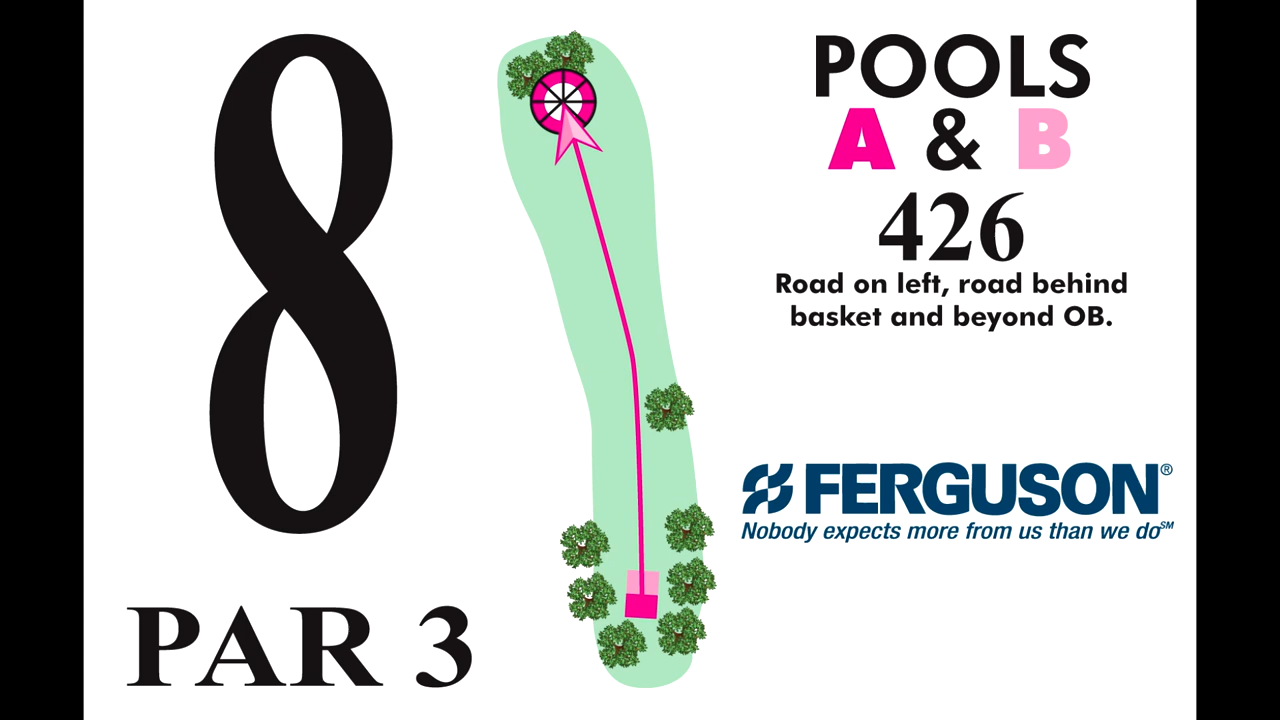 8
PAR 3
POOLS
A & B
426
Road on left, road behind
basket and beyond OB.
FERGUSON®
Nobody expects more from us than we do℠